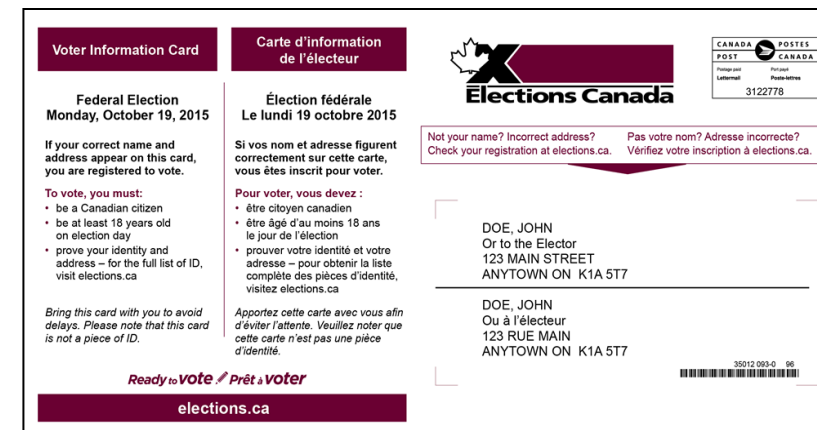 Voter Information Card
Federal Election
Monday, October 19, 2015
If your correct name and
address appear on this card,
you are registered to vote.
To vote, you must:
• be a Canadian citizen
• be at least 18 years old
on election day
• prove your identity and
address – for the full list of ID,
visit elections.ca
Bring this card with you to avoid
delays. Please note that this card
is not a piece of ID.
Carte d'information
de l'électeur
Élection fédérale
Le lundi 19 octobre 2015
Si vos nom et adresse figurent
correctement sur cette carte,
vous êtes inscrit pour voter.
Pour voter, vous devez :
• être citoyen canadien
• être âgé d'au moins 18 ans
le jour de l'élection
• prouver votre identité et votre
adresse – pour obtenir la liste
complète des pièces d'identité,
visitez elections.ca
Apportez cette carte avec vous afin
d'éviter l'attente. Veuillez noter que
cette carte n'est pas une pièce
d'identité.
Ready to vote Prêt à voter
elections.ca
Elections Canada
CANADA POSTES
POST CANADA
Postage paid Port payé
Lettermail Poste-lettres
3122778
Not your name? Incorrect address?
Check your registration at elections.ca.
Pas votre nom? Adresse incorrecte?
Vérifiez votre inscription à elections.ca.
DOE, JOHN
Or to the Elector
123 MAIN STREET
ANYTOWN ON K1A 5T7
DOE, JOHN
Ou à l'électeur
123 RUE MAIN
ANYTOWN ON K1A 5T7
35012 093-0 96